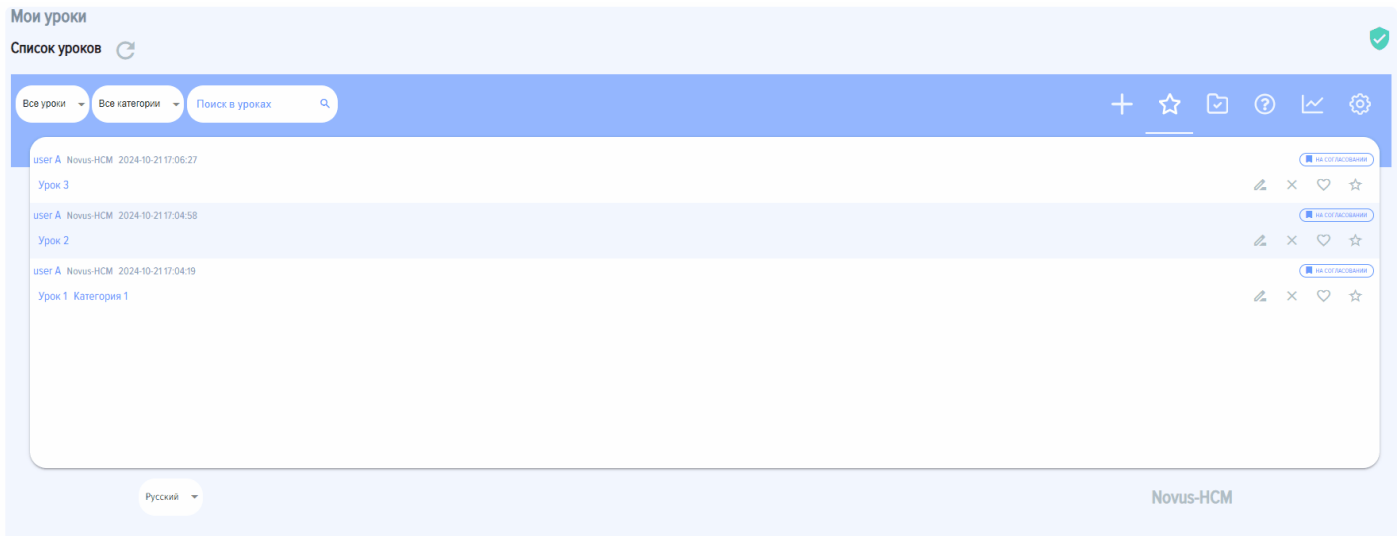 Мои уроки
Список уроков
Все уроки Все категории Поиск в уроках
user A Novus-HCM 2024-10-21 17:06:27 НА СОГЛАСОВАНИИ
Урок 3
user A Novus-HCM 2024-10-21 17:04:58 НА СОГЛАСОВАНИИ
Урок 2
user A Novus-HCM 2024-10-21 17:04:19 НА СОГЛАСОВАНИИ
Урок 1 Категория 1
Русский Novus-HCM